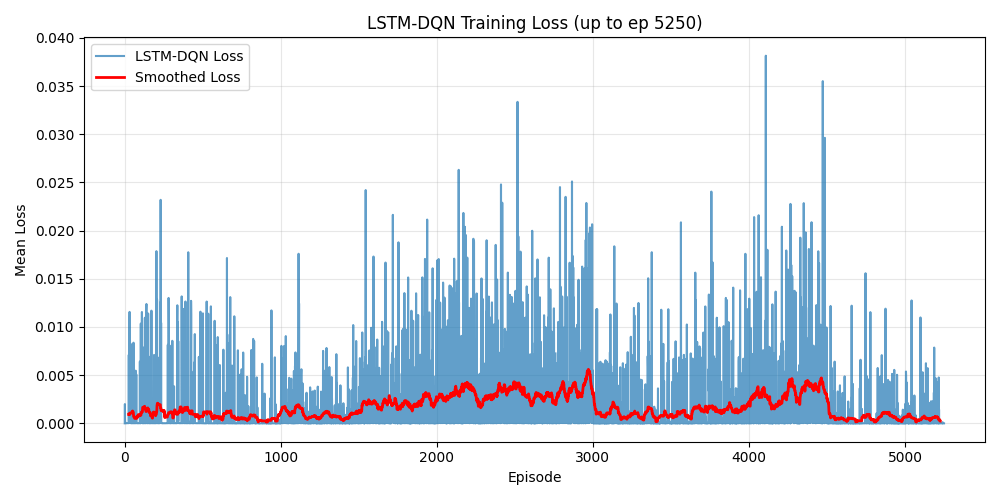 LSTM-DQN Training Loss (up to ep 5250)
LSTM-DQN Loss
Smoothed Loss
Mean Loss
0.040
0.035
0.030
0.025
0.020
0.015
0.010
0.005
0.000
0 1000 2000 3000 4000 5000
Episode